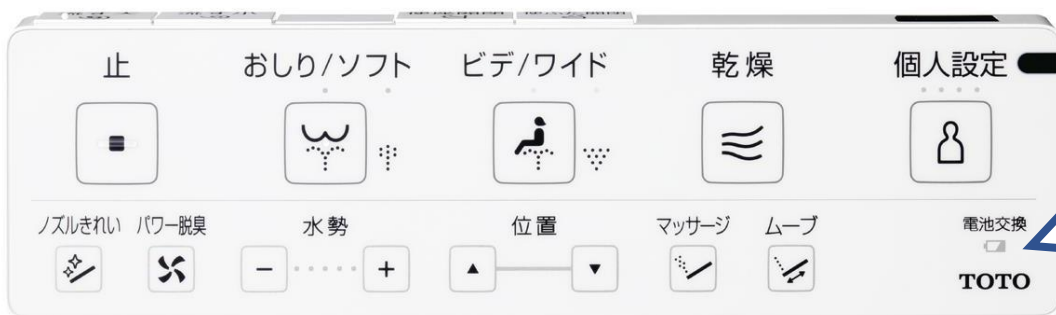 止 おしり/ソフト ビデ/ワイド 乾燥 個人設定
ノズルきれい パワー脱臭 水勢 位置 マッサージ ムーブ 電池交換
− + ▲ ▼
TOTO